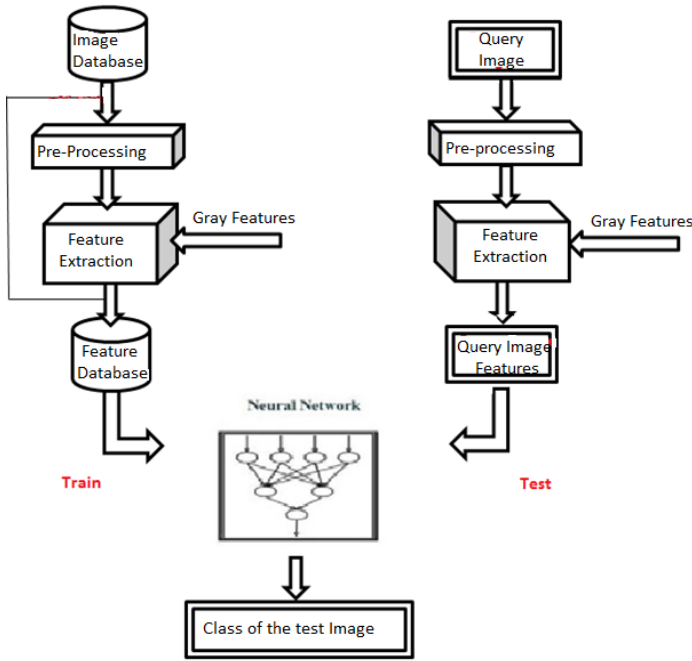 Image
Database
Query
Image
Pre-Processing
Pre-processing
Gray Features
Feature
Extraction
Gray Features
Feature
Extraction
Feature
Database
Query Image
Features
Neural Network
Train
Test
Class of the test Image